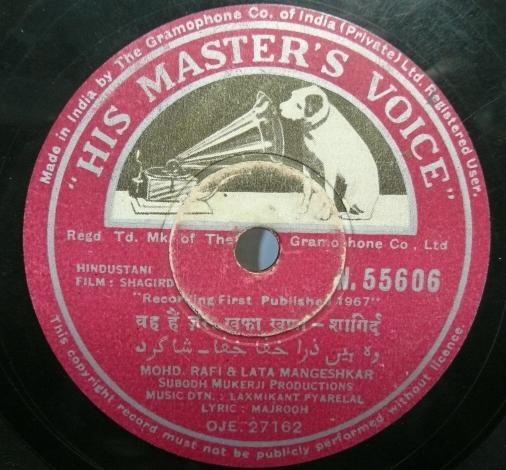 Made in India by The Gramophone Co. of India (Private) Ltd. Registered User.
"HIS MASTER'S VOICE"
Regd Td. Mk. of The Gramophone Co. Ltd
HINDUSTANI
FILM : SHAGIRD
N. 55606
"Recording First Published 1967"
वह हैं ज़रा खफ़ा खफ़ा - शागिर्द
وہ ہیں ذرا خفا خفا - شاگرد
MOHD. RAFI & LATA MANGESHKAR
SUBODH MUKERJI PRODUCTIONS
MUSIC DTN. : LAXMIKANT PYARELAL
LYRIC : MAJROOH
OJE. 27162
This copyright record must not be publicly performed without licence.